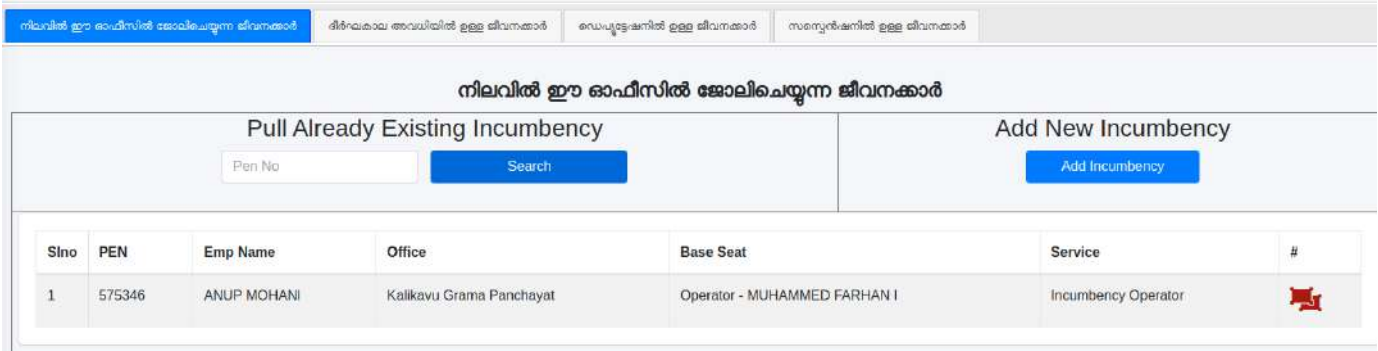 നിലവിൽ ഈ ഓഫീസിൽ ജോലിചെയ്യുന്ന ജീവനക്കാർ ദീർഘകാല അവധിയിൽ ഉള്ള ജീവനക്കാർ ഡെപ്യൂട്ടേഷനിൽ ഉള്ള ജീവനക്കാർ സസ്പെൻഷനിൽ ഉള്ള ജീവനക്കാർ
നിലവിൽ ഈ ഓഫീസിൽ ജോലിചെയ്യുന്ന ജീവനക്കാർ
Pull Already Existing Incumbency
Pen No Search
Add New Incumbency
Add Incumbency
Slno PEN Emp Name Office Base Seat Service #
1 575346 ANUP MOHANI Kalikavu Grama Panchayat Operator - MUHAMMED FARHAN I Incumbency Operator